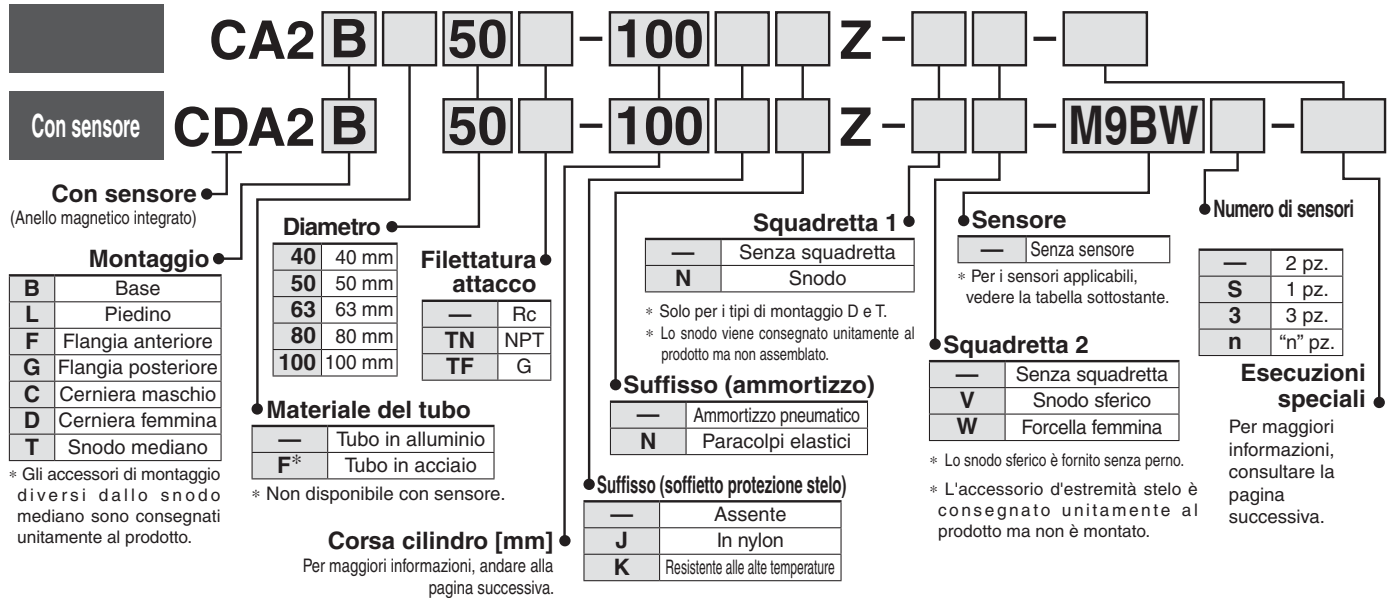 CA2 B 50 - 100 Z - -
Con sensore CDA2 B 50 - 100 Z - - M9BW -
Con sensore
(Anello magnetico integrato)
Montaggio
B Base
L Piedino
F Flangia anteriore
G Flangia posteriore
C Cerniera maschio
D Cerniera femmina
T Snodo mediano
* Gli accessori di montaggio
diversi dallo snodo
mediano sono consegnati
unitamente al prodotto.
Diametro
40 40 mm
50 50 mm
63 63 mm
80 80 mm
100 100 mm
Filettatura
attacco
— Rc
TN NPT
TF G
Materiale del tubo
— Tubo in alluminio
F* Tubo in acciaio
* Non disponibile con sensore.
Corsa cilindro [mm]
Per maggiori informazioni, andare alla
pagina successiva.
Squadretta 1
— Senza squadretta
N Snodo
* Solo per i tipi di montaggio D e T.
* Lo snodo viene consegnato unitamente al
prodotto ma non assemblato.
Suffisso (ammortizzo)
— Ammortizzo pneumatico
N Paracolpi elastici
Suffisso (soffietto protezione stelo)
— Assente
J In nylon
K Resistente alle alte temperature
Sensore
— Senza sensore
* Per i sensori applicabili,
vedere la tabella sottostante.
Squadretta 2
— Senza squadretta
V Snodo sferico
W Forcella femmina
* Lo snodo sferico è fornito senza perno.
* L'accessorio d'estremità stelo è
consegnato unitamente al
prodotto ma non è montato.
Numero di sensori
— 2 pz.
S 1 pz.
3 3 pz.
n "n" pz.
Esecuzioni
speciali
Per maggiori
informazioni,
consultare la
pagina
successiva.